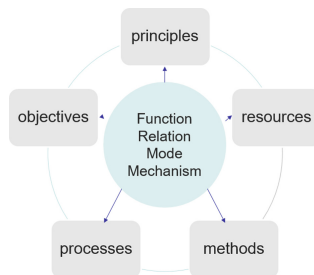 principles
objectives
Function
Relation
Mode
Mechanism
resources
processes
methods